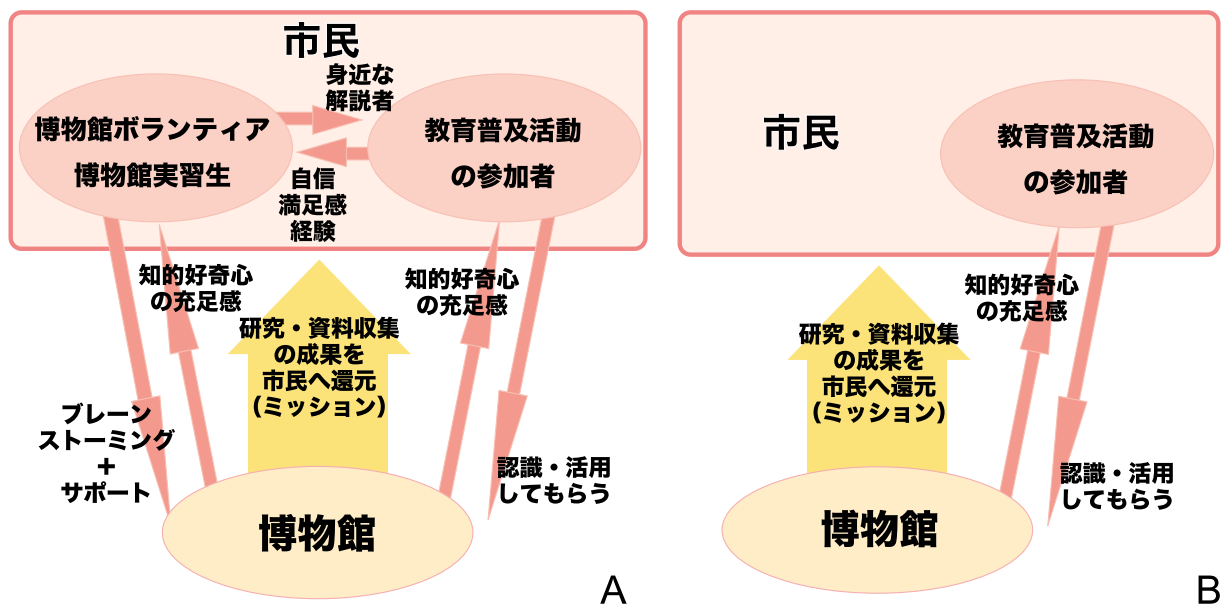 市民
身近な
解説者
博物館ボランティア
博物館実習生
教育普及活動
の参加者
自信
満足感
経験
知的好奇心
の充足感
知的好奇心
の充足感
研究・資料収集
の成果を
市民へ還元
(ミッション)
ブレーン
ストーミング
+
サポート
認識・活用
してもらう
博物館
A
市民
教育普及活動
の参加者
知的好奇心
の充足感
研究・資料収集
の成果を
市民へ還元
(ミッション)
認識・活用
してもらう
博物館
B